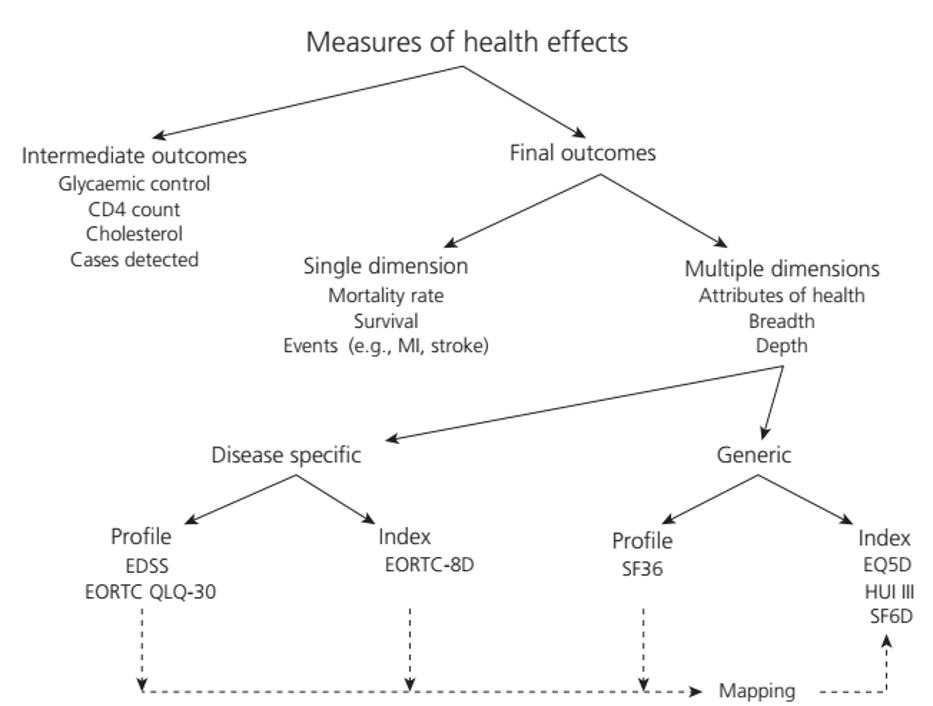 Measures of health effects
Intermediate outcomes
Glycaemic control
CD4 count
Cholesterol
Cases detected
Final outcomes
Single dimension
Mortality rate
Survival
Events (e.g., MI, stroke)
Multiple dimensions
Attributes of health
Breadth
Depth
Disease specific
Profile
EDSS
EORTC QLQ-30
Index
EORTC-8D
Generic
Profile
SF36
Index
EQ5D
HUI III
SF6D
Mapping